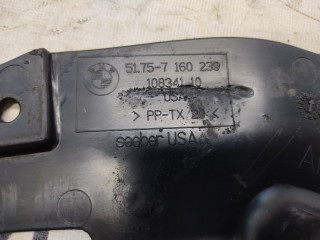 51.75-7 160 239
108341 10
USA
> PP-TX 20 <
seeber USA